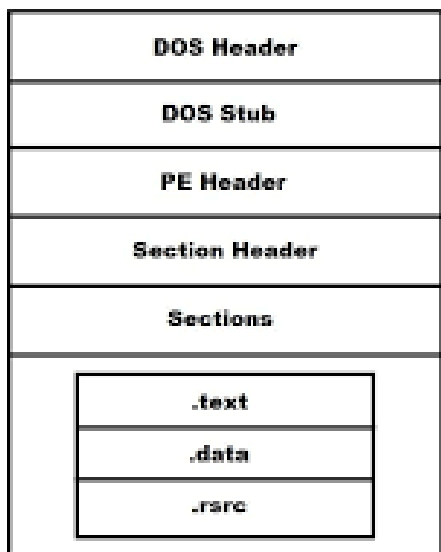 DOS Header
DOS Stub
PE Header
Section Header
Sections
.text
.data
.rsrc